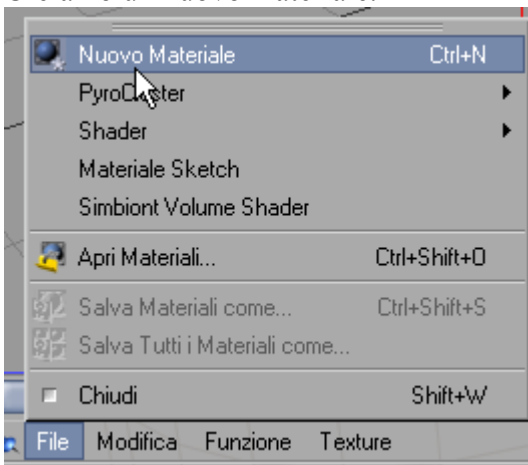 Nuovo Materiale Ctrl+N
PyroCluster
Shader
Materiale Sketch
Simbiont Volume Shader
Apri Materiali... Ctrl+Shift+O
Salva Materiali come... Ctrl+Shift+S
Salva Tutti i Materiali come...
Chiudi Shift+W
File Modifica Funzione Texture